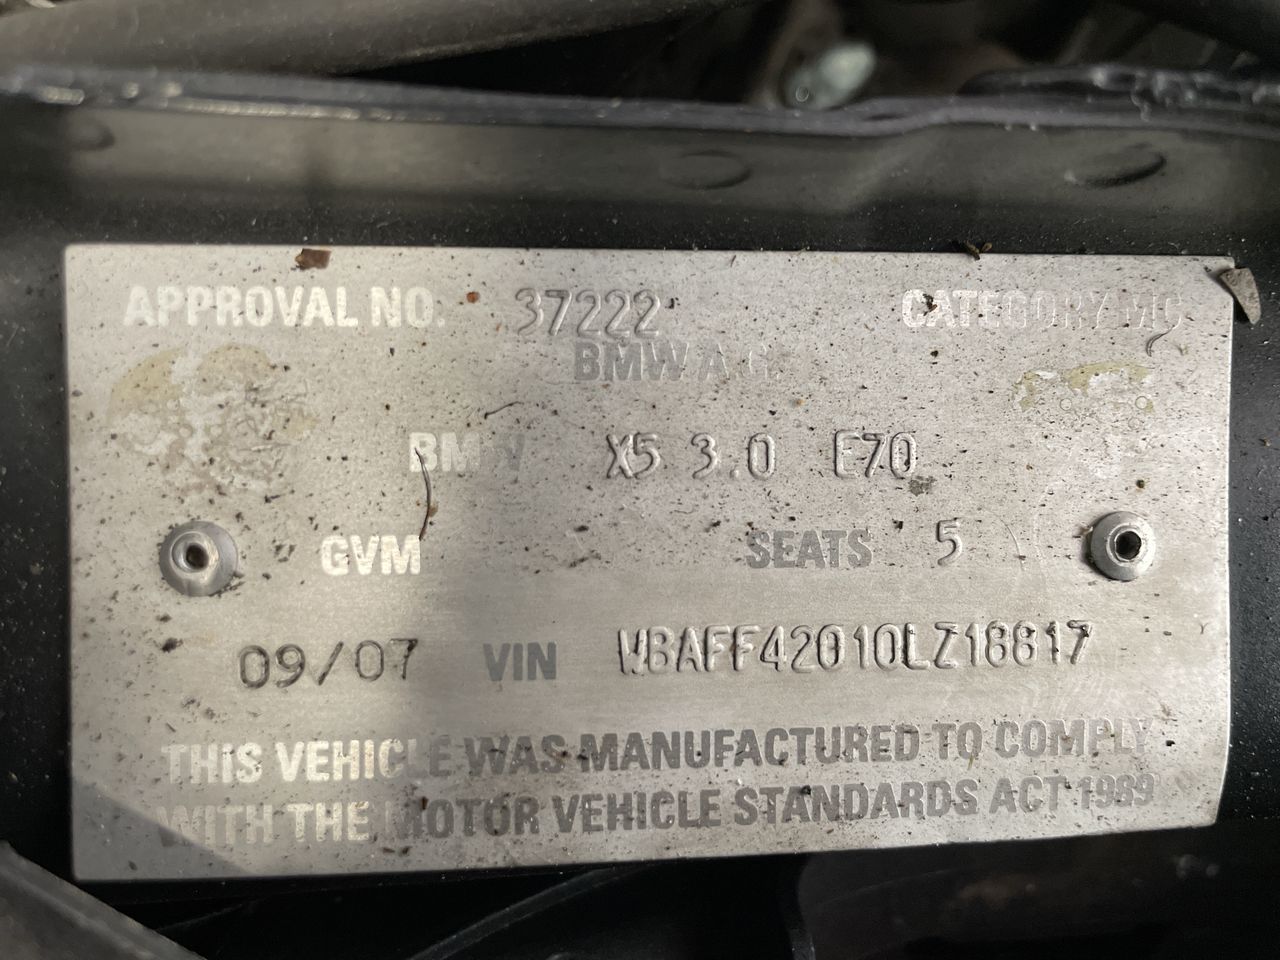 APPROVAL NO. 37222 CATEGORY MC
BMW AG
BMW X5 3.0 E70
GVM SEATS 5
09/07 VIN WBAFF42010LZ18817
THIS VEHICLE WAS MANUFACTURED TO COMPLY
WITH THE MOTOR VEHICLE STANDARDS ACT 1989